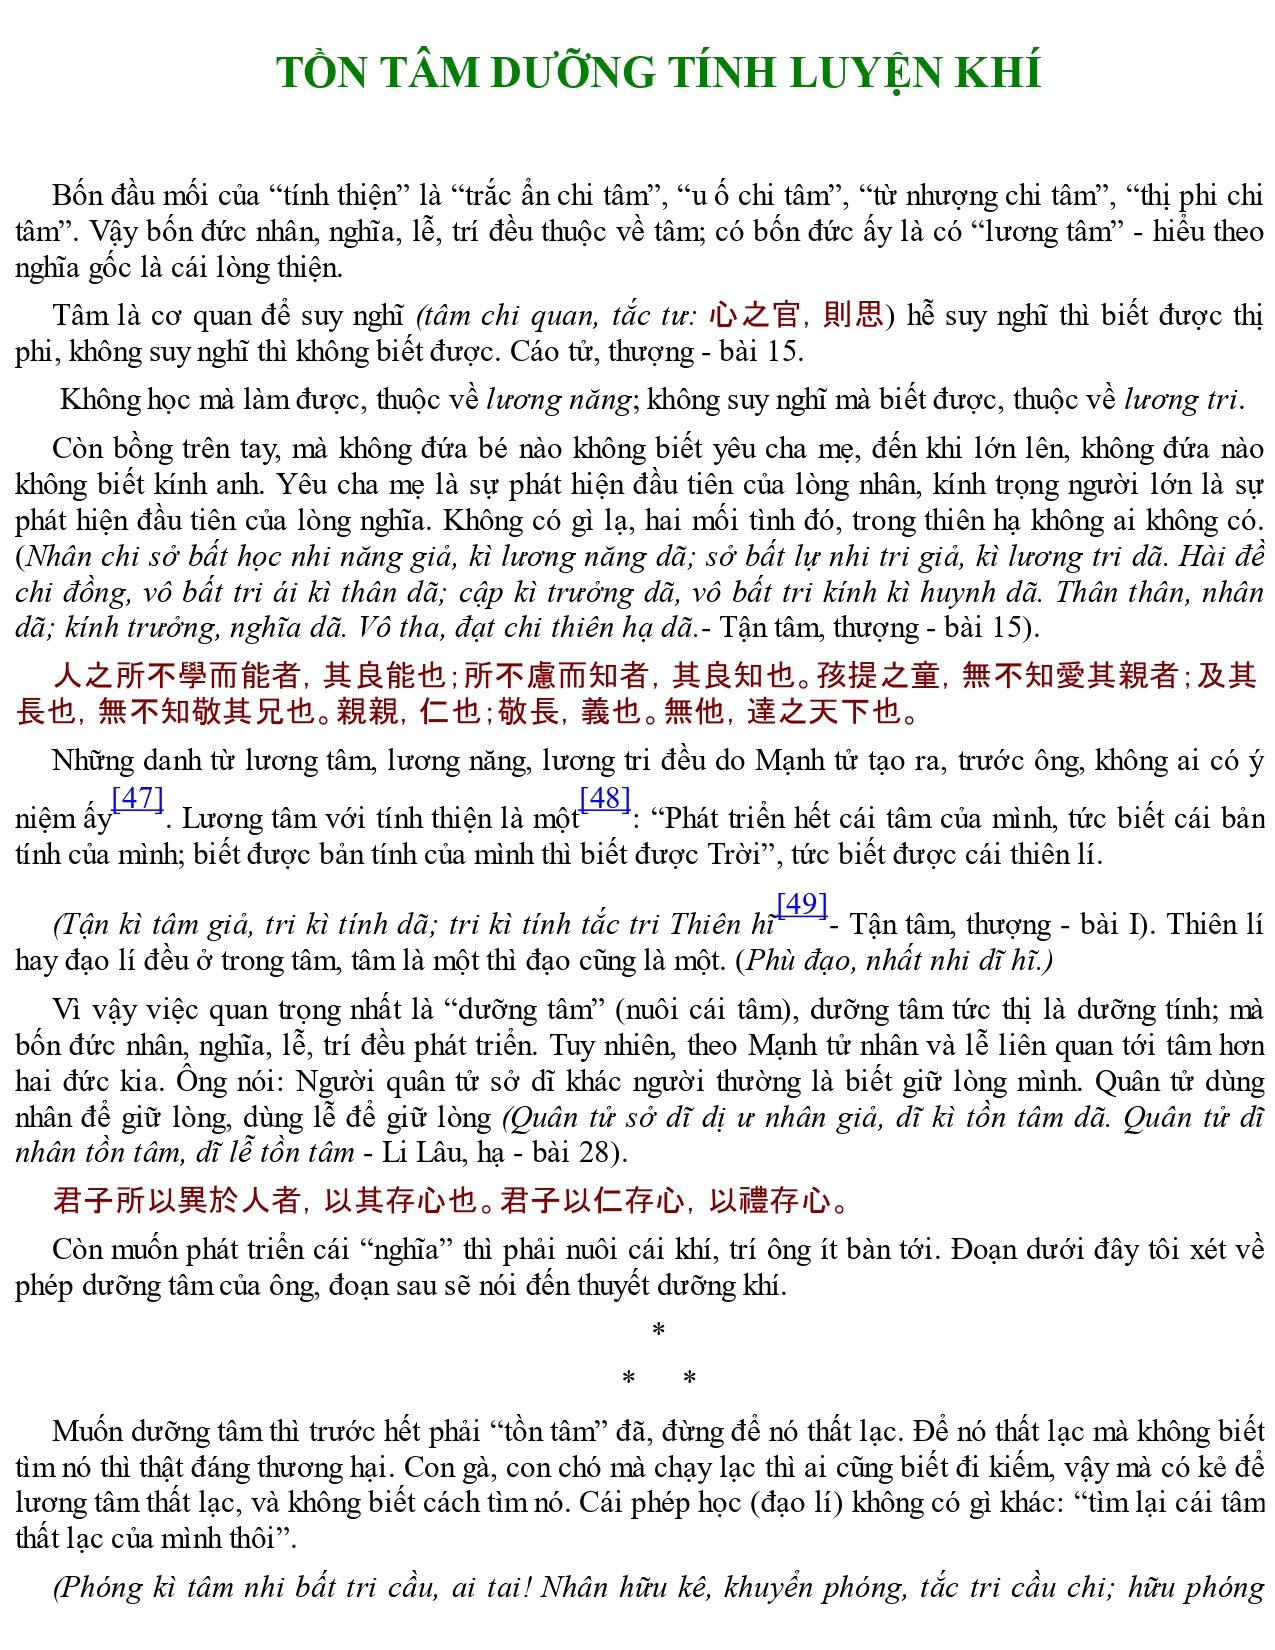 TỒN TÂM DƯỠNG TÍNH LUYỆN KHÍ
Bốn đầu mối của “tính thiện” là “trắc ẩn chi tâm”, “u ố chi tâm”, “từ nhượng chi tâm”, “thị phi chi
tâm”. Vậy bốn đức nhân, nghĩa, lễ, trí đều thuộc về tâm; có bốn đức ấy là có “lương tâm” - hiểu theo
nghĩa gốc là cái lòng thiện.
Tâm là cơ quan để suy nghĩ (tâm chi quan, tắc tư: 心之官, 則思) hễ suy nghĩ thì biết được thị
phi, không suy nghĩ thì không biết được. Cáo tử, thượng - bài 15.
Không học mà làm được, thuộc về lương năng; không suy nghĩ mà biết được, thuộc về lương tri.
Còn bồng trên tay, mà không đứa bé nào không biết yêu cha mẹ, đến khi lớn lên, không đứa nào
không biết kính anh. Yêu cha mẹ là sự phát hiện đầu tiên của lòng nhân, kính trọng người lớn là sự
phát hiện đầu tiên của lòng nghĩa. Không có gì lạ, hai mối tình đó, trong thiên hạ không ai không có.
(Nhân chi sở bất học nhi năng giả, kì lương năng dã; sở bất lự nhi tri giả, kì lương tri dã. Hài đề
chi đồng, vô bất tri ái kì thân dã; cập kì trưởng dã, vô bất tri kính kì huynh dã. Thân thân, nhân
dã; kính trưởng, nghĩa dã. Vô tha, đạt chi thiên hạ dã.- Tận tâm, thượng - bài 15).
人之所不學而能者, 其良能也;所不慮而知者, 其良知也。孩提之童, 無不知愛其親者;及其
長也, 無不知敬其兄也。親親, 仁也;敬長, 義也。無他, 達之天下也。
Những danh từ lương tâm, lương năng, lương tri đều do Mạnh tử tạo ra, trước ông, không ai có ý
niệm ấy[47]. Lương tâm với tính thiện là một[48]: “Phát triển hết cái tâm của mình, tức biết cái bản
tính của mình; biết được bản tính của mình thì biết được Trời”, tức biết được cái thiên lí.
(Tận kì tâm giả, tri kì tính dã; tri kì tính tắc tri Thiên hĩ[49]- Tận tâm, thượng - bài I). Thiên lí
hay đạo lí đều ở trong tâm, tâm là một thì đạo cũng là một. (Phù đạo, nhất nhi dĩ hĩ.)
Vì vậy việc quan trọng nhất là “dưỡng tâm” (nuôi cái tâm), dưỡng tâm tức thị là dưỡng tính; mà
bốn đức nhân, nghĩa, lễ, trí đều phát triển. Tuy nhiên, theo Mạnh tử nhân và lễ liên quan tới tâm hơn
hai đức kia. Ông nói: Người quân tử sở dĩ khác người thường là biết giữ lòng mình. Quân tử dùng
nhân để giữ lòng, dùng lễ để giữ lòng (Quân tử sở dĩ dị ư nhân giả, dĩ kì tồn tâm dã. Quân tử dĩ
nhân tồn tâm, dĩ lễ tồn tâm - Li Lâu, hạ - bài 28).
君子所以異於人者, 以其存心也。君子以仁存心, 以禮存心。
Còn muốn phát triển cái “nghĩa” thì phải nuôi cái khí, trí ông ít bàn tới. Đoạn dưới đây tôi xét về
phép dưỡng tâm của ông, đoạn sau sẽ nói đến thuyết dưỡng khí.
*
* *
Muốn dưỡng tâm thì trước hết phải “tồn tâm” đã, đừng để nó thất lạc. Để nó thất lạc mà không biết
tìm nó thì thật đáng thương hại. Con gà, con chó mà chạy lạc thì ai cũng biết đi kiếm, vậy mà có kẻ để
lương tâm thất lạc, và không biết cách tìm nó. Cái phép học (đạo lí) không có gì khác: “tìm lại cái tâm
thất lạc của mình thôi”.
(Phóng kì tâm nhi bất tri cầu, ai tai! Nhân hữu kê, khuyển phóng, tắc tri cầu chi; hữu phóng